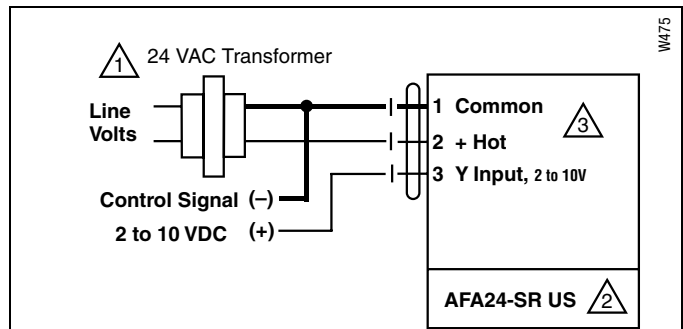 W475
1 24 VAC Transformer
Line
Volts
1 Common
2 + Hot
3 Y Input, 2 to 10V
3
Control Signal (–)
2 to 10 VDC (+)
AFA24-SR US 2